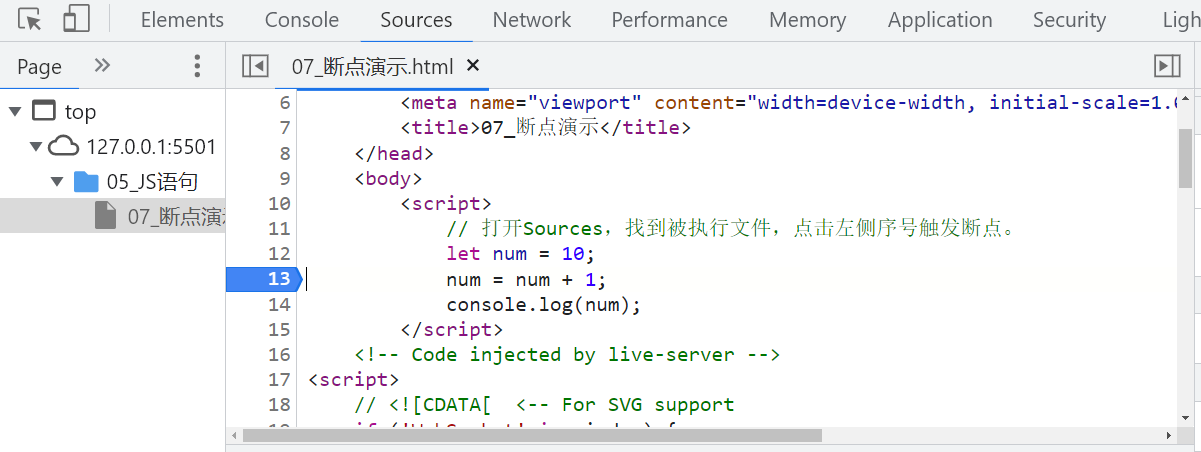 Elements Console Sources Network Performance Memory Application Security Ligh
Page
07_断点演示.html
top
127.0.0.1:5501
05_JS语句
07_断点演示
6 <meta name="viewport" content="width=device-width, initial-scale=1.0
7 <title>07_断点演示</title>
8 </head>
9 <body>
10 <script>
11 // 打开Sources，找到被执行文件，点击左侧序号触发断点。
12 let num = 10;
13 num = num + 1;
14 console.log(num);
15 </script>
16 <!-- Code injected by live-server -->
17 <script>
18 // <![CDATA[ <-- For SVG support